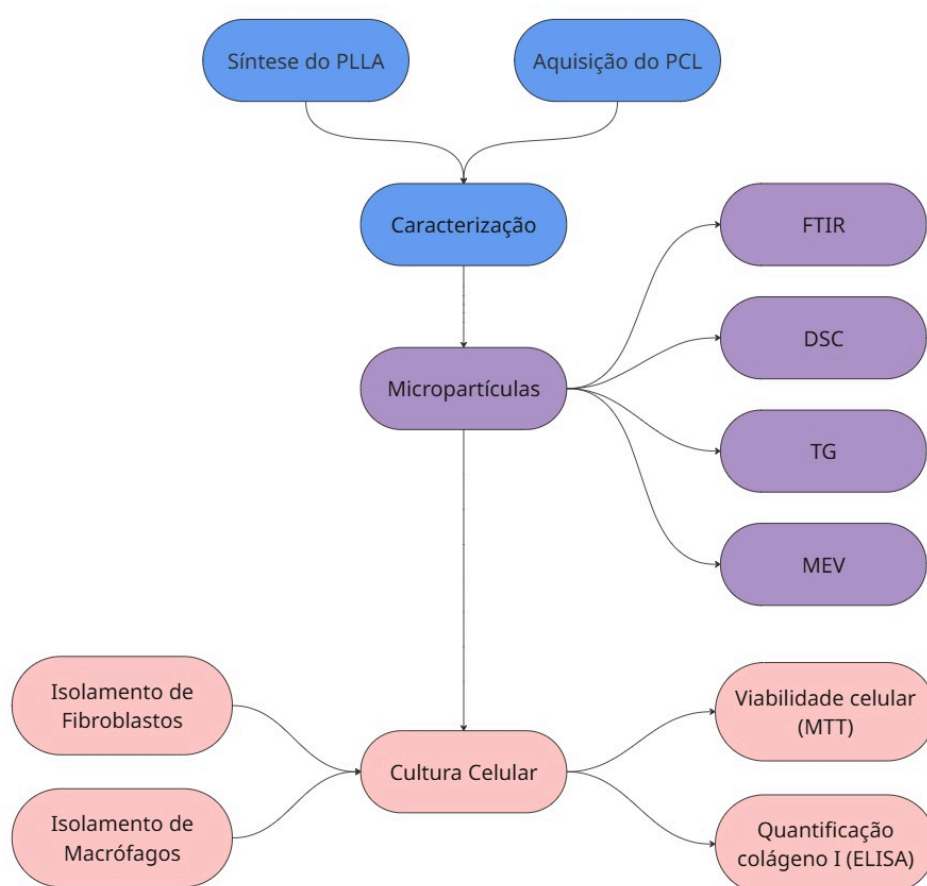 Síntese do PLLA
Aquisição do PCL
Caracterização
FTIR
DSC
Micropartículas
TG
MEV
Isolamento de
Fibroblastos
Viabilidade celular
(MTT)
Cultura Celular
Isolamento de
Macrófagos
Quantificação
colágeno I (ELISA)